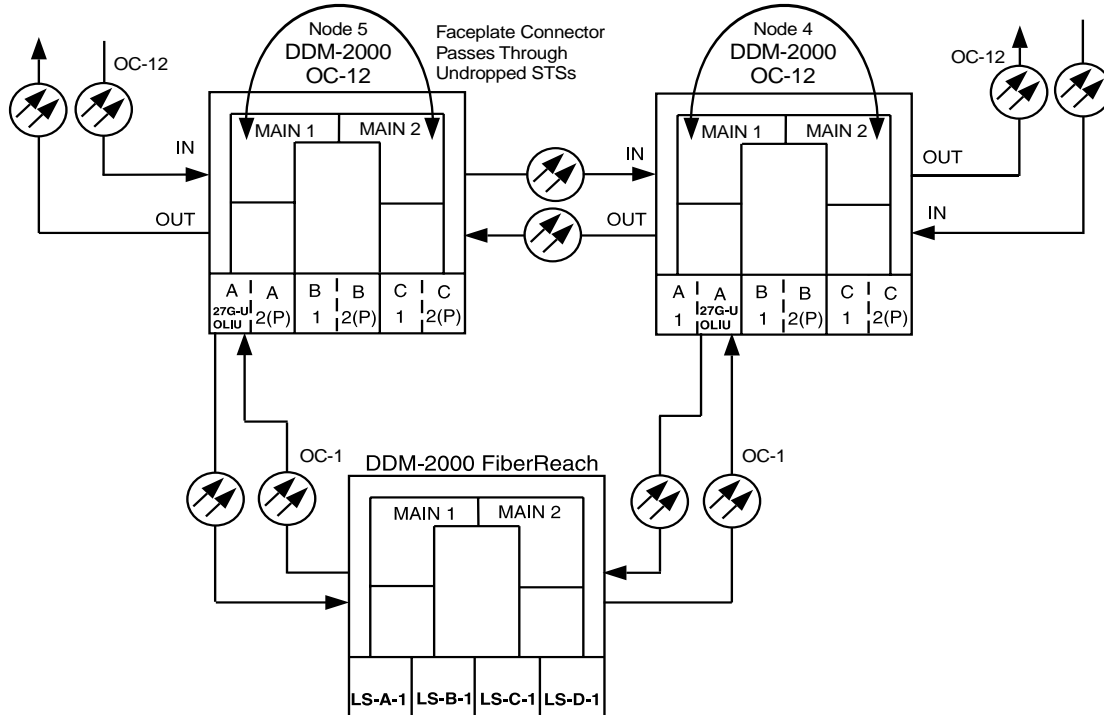 Node 5
DDM-2000
OC-12
Faceplate Connector
Passes Through
Undropped STSs
Node 4
DDM-2000
OC-12
OC-12
OC-12
MAIN 1
MAIN 2
IN
OUT
IN
OUT
MAIN 1
MAIN 2
OUT
IN
A
27G-U
OLIU
A
2(P)
B
1
B
2(P)
C
1
C
2(P)
A
1
A
27G-U
OLIU
B
1
B
2(P)
C
1
C
2(P)
OC-1
OC-1
DDM-2000 FiberReach
MAIN 1
MAIN 2
LS-A-1
LS-B-1
LS-C-1
LS-D-1